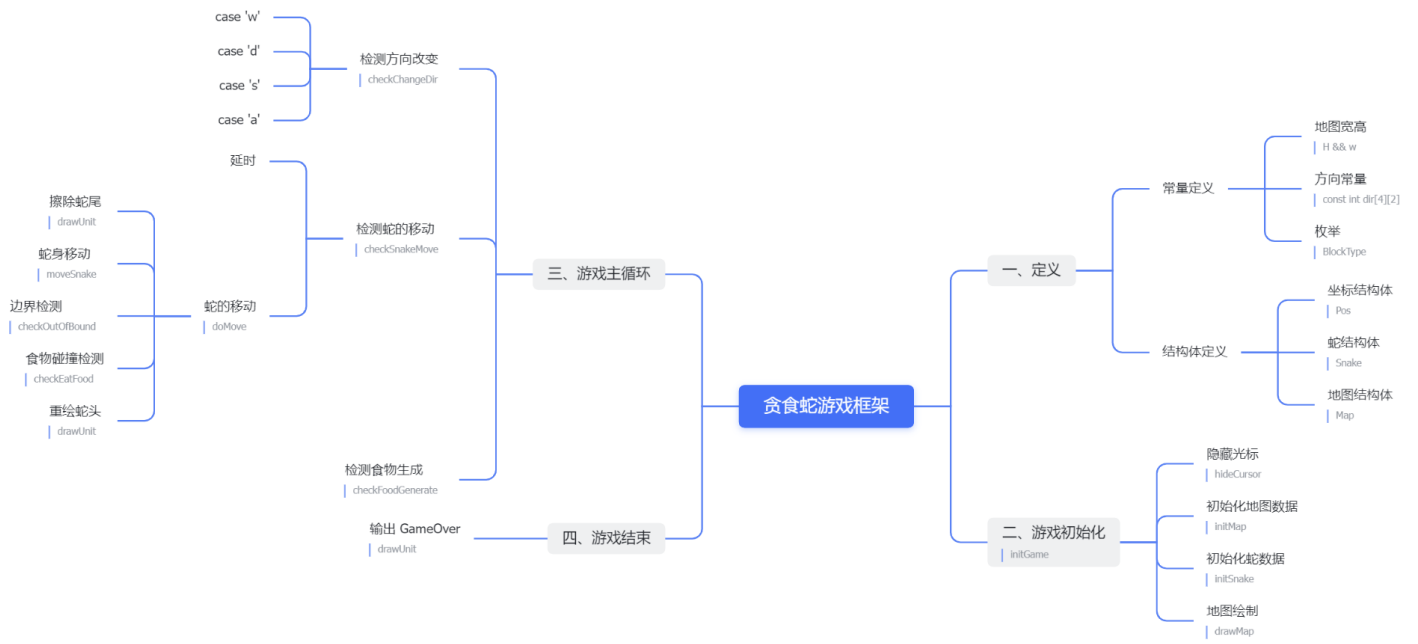 贪食蛇游戏框架
一、定义
常量定义
地图宽高
H && w
方向常量
const int dir[4][2]
枚举
BlockType
结构体定义
坐标结构体
Pos
蛇结构体
Snake
地图结构体
Map
二、游戏初始化
initGame
隐藏光标
hideCursor
初始化地图数据
initMap
初始化蛇数据
initSnake
地图绘制
drawMap
三、游戏主循环
检测方向改变
checkChangeDir
case 'w'
case 'd'
case 's'
case 'a'
检测蛇的移动
checkSnakeMove
延时
蛇的移动
doMove
擦除蛇尾
drawUnit
蛇身移动
moveSnake
边界检测
checkOutOfBound
食物碰撞检测
checkEatFood
重绘蛇头
drawUnit
检测食物生成
checkFoodGenerate
四、游戏结束
输出 GameOver
drawUnit